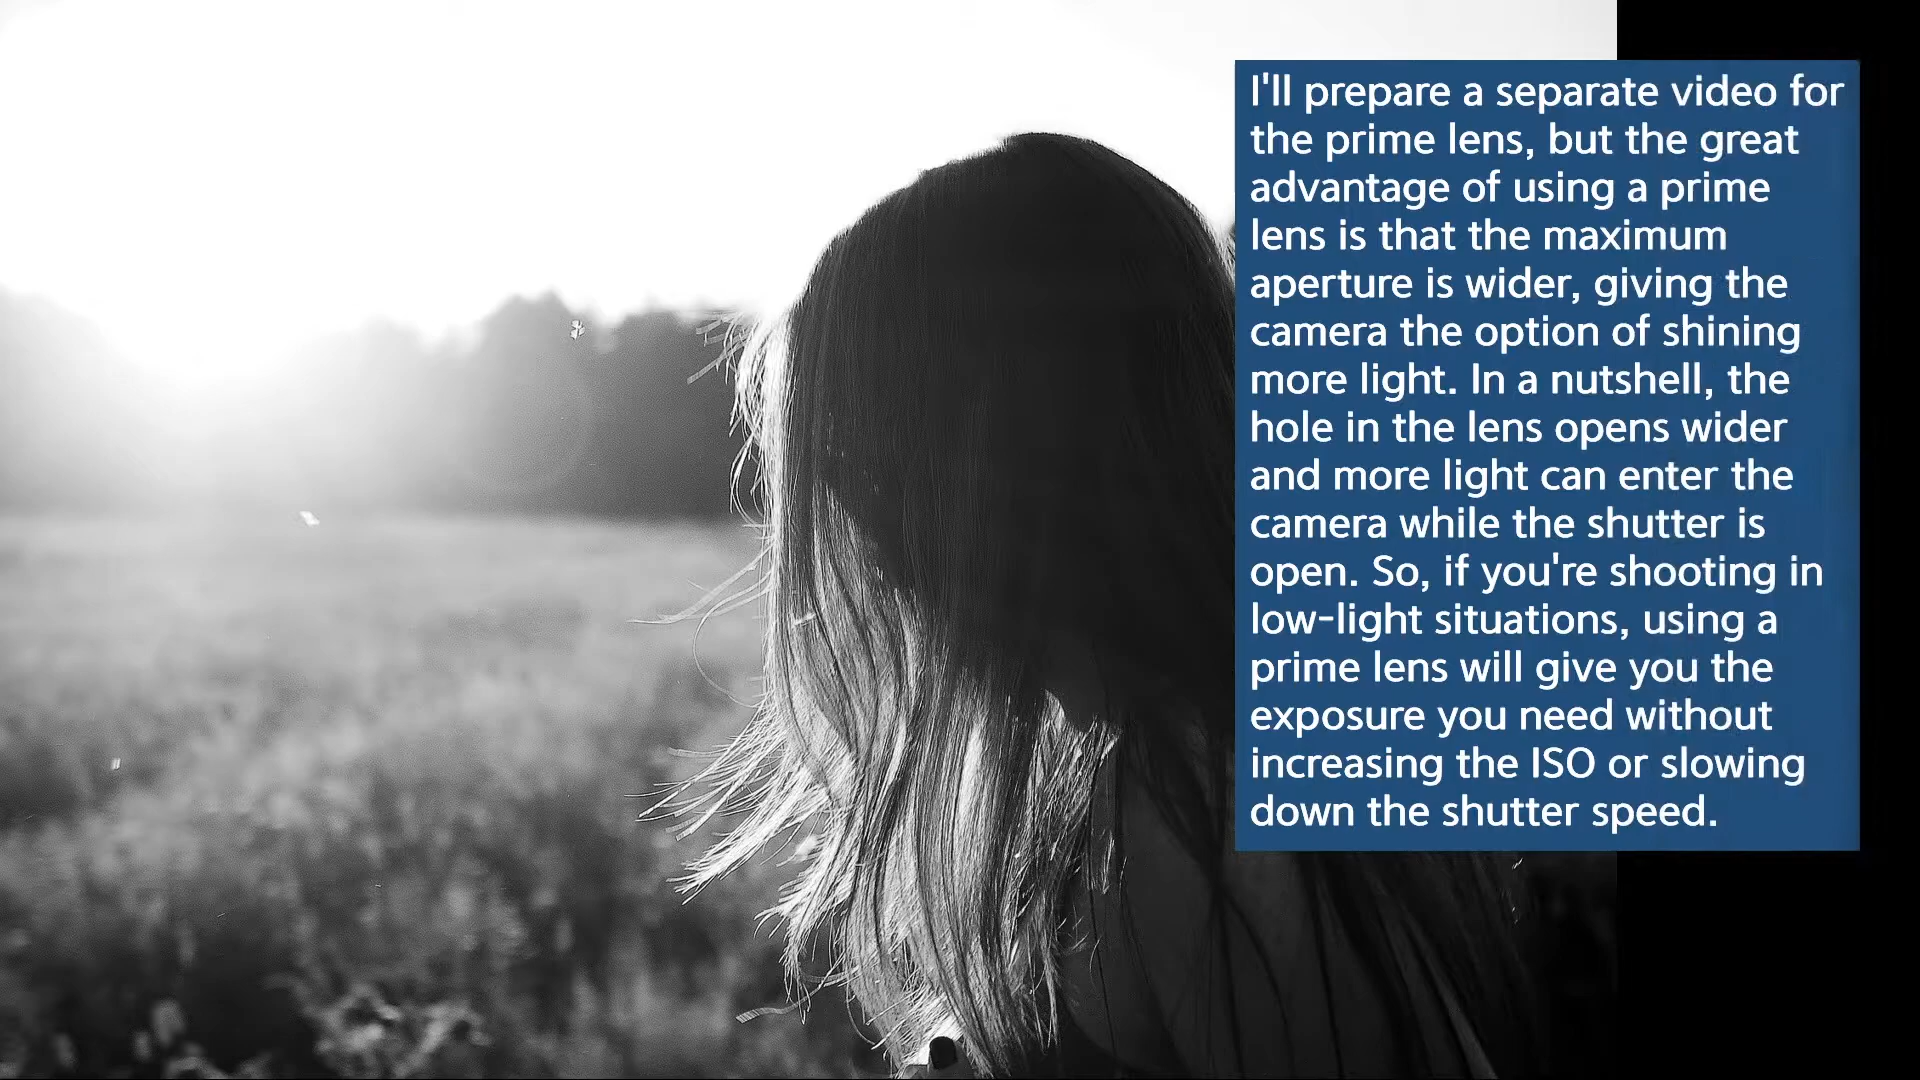 I'll prepare a separate video for
the prime lens, but the great
advantage of using a prime
lens is that the maximum
aperture is wider, giving the
camera the option of shining
more light. In a nutshell, the
hole in the lens opens wider
and more light can enter the
camera while the shutter is
open. So, if you're shooting in
low-light situations, using a
prime lens will give you the
exposure you need without
increasing the ISO or slowing
down the shutter speed.